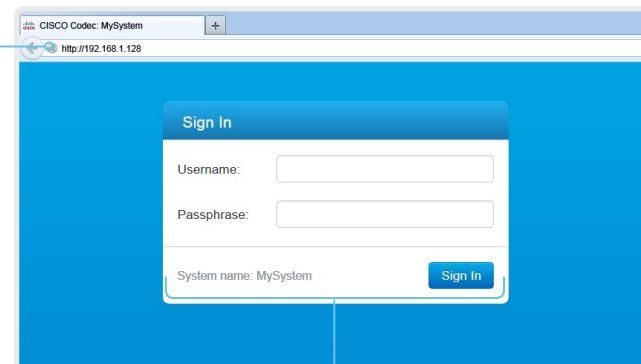 CISCO Codec: MySystem
+
http://192.168.1.128
Sign In
Username:
Passphrase:
System name: MySystem
Sign In